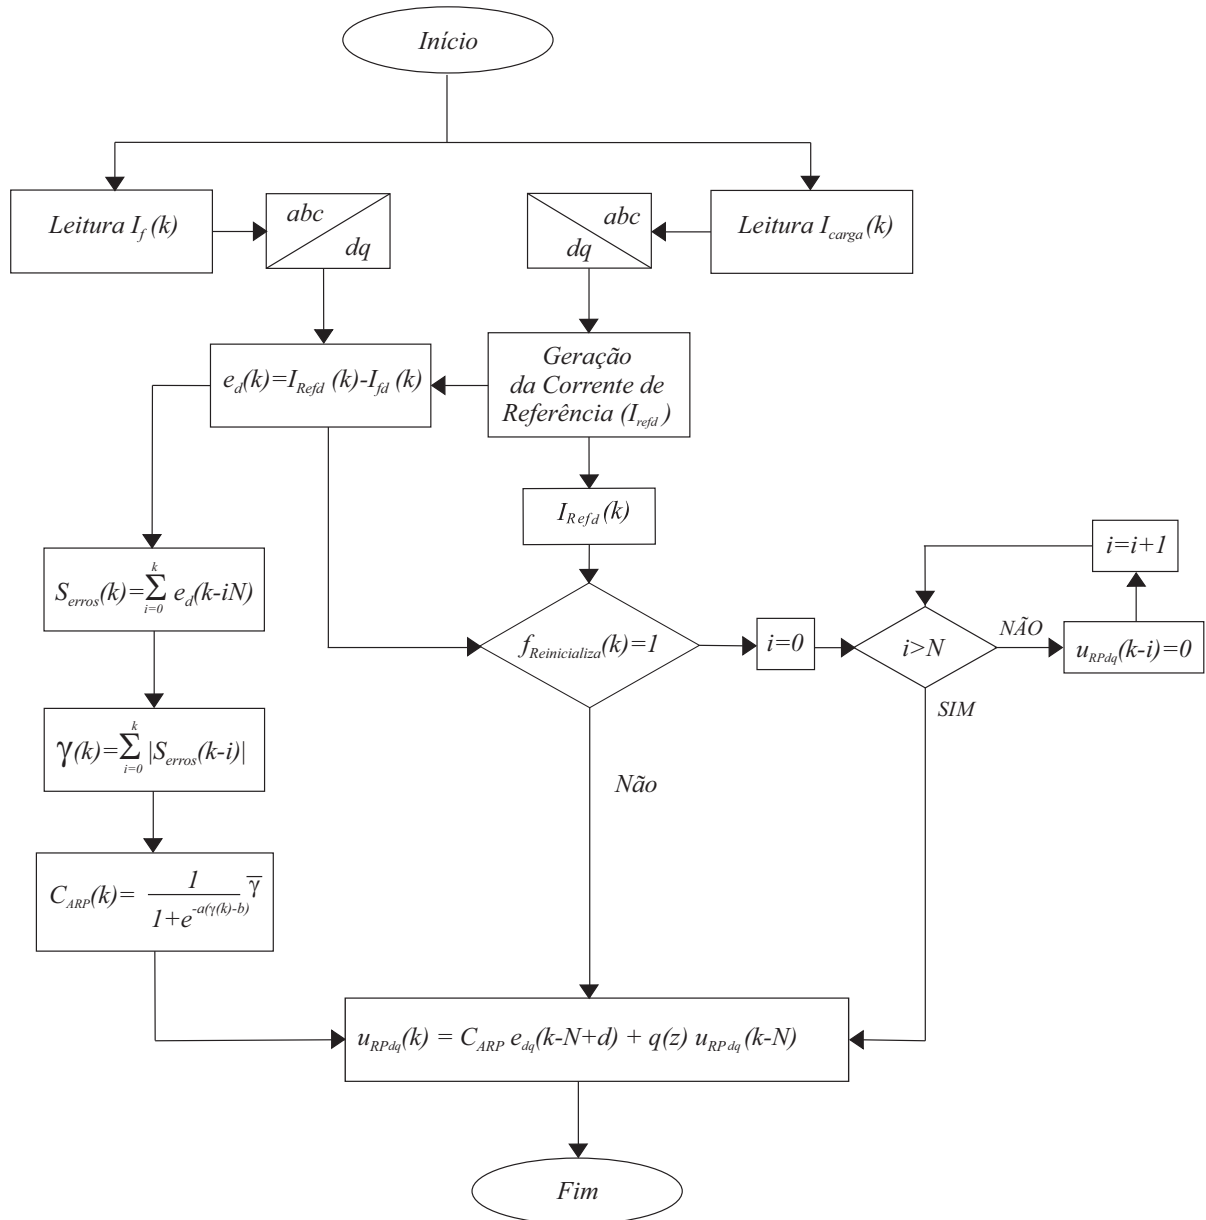 Início
Leitura I_f (k)
abc
dq
abc
dq
Leitura I_carga (k)
e_d(k)=I_Refd (k)-I_fd (k)
Geração
da Corrente de
Referência (I_refd)
I_Refd (k)
i=i+1
S_erros(k)=∑_{i=0}^{k} e_d(k-iN)
f_Reinicializa(k)=1
i=0
i>N
NÃO
u_RPdq(k-i)=0
SIM
γ(k)=∑_{i=0}^{k} |S_erros(k-i)|
Não
C_ARP(k)= \frac{1}{1+e^{-a(γ(k)-b)}} \overline{γ}
u_RPdq(k) = C_ARP e_dq(k-N+d) + q(z) u_RPdq(k-N)
Fim